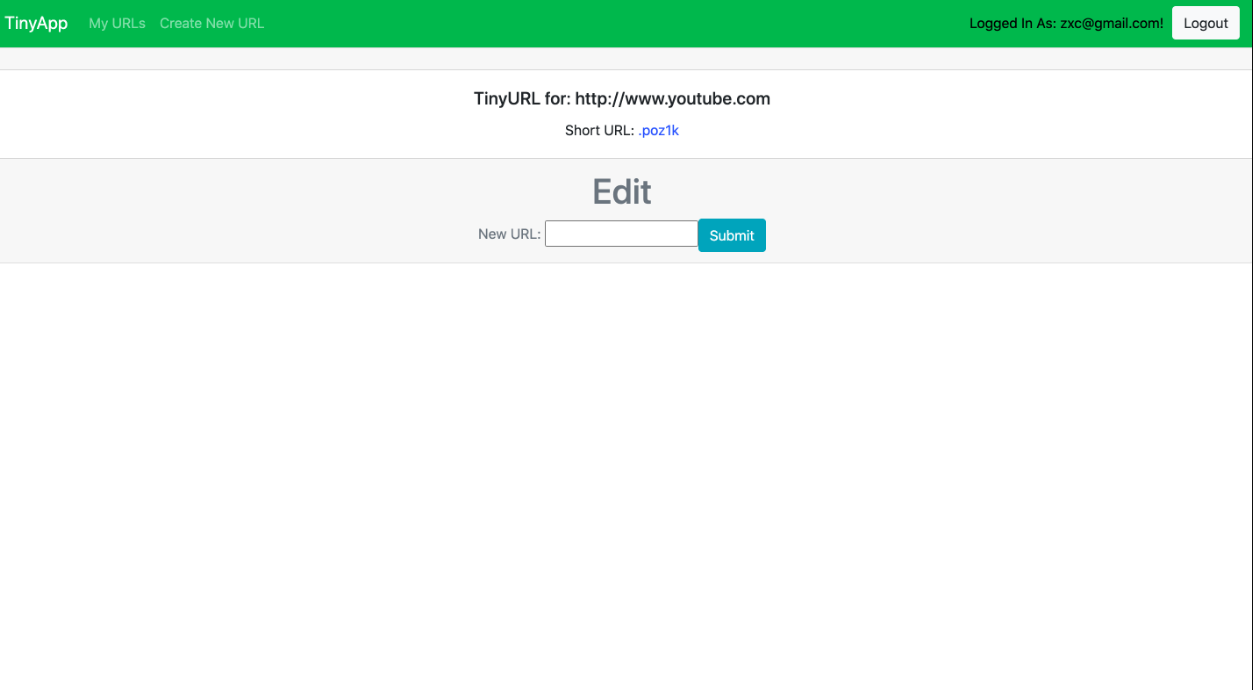 TinyApp My URLs Create New URL Logged In As: zxc@gmail.com! Logout
TinyURL for: http://www.youtube.com
Short URL: .poz1k
Edit
New URL: Submit